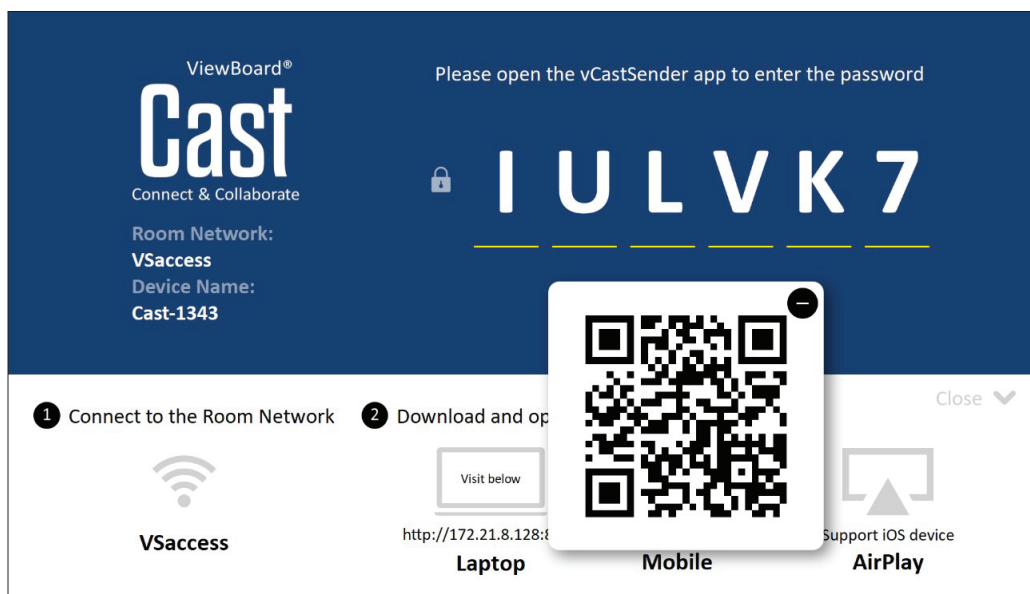 ViewBoard®
Cast
Connect & Collaborate
Room Network:
VSaccess
Device Name:
Cast-1343
Please open the vCastSender app to enter the password
I U L V K 7
1 Connect to the Room Network
VSaccess
2 Download and op
Visit below
http://172.21.8.128:8
Laptop
Mobile
Close
Support iOS device
AirPlay